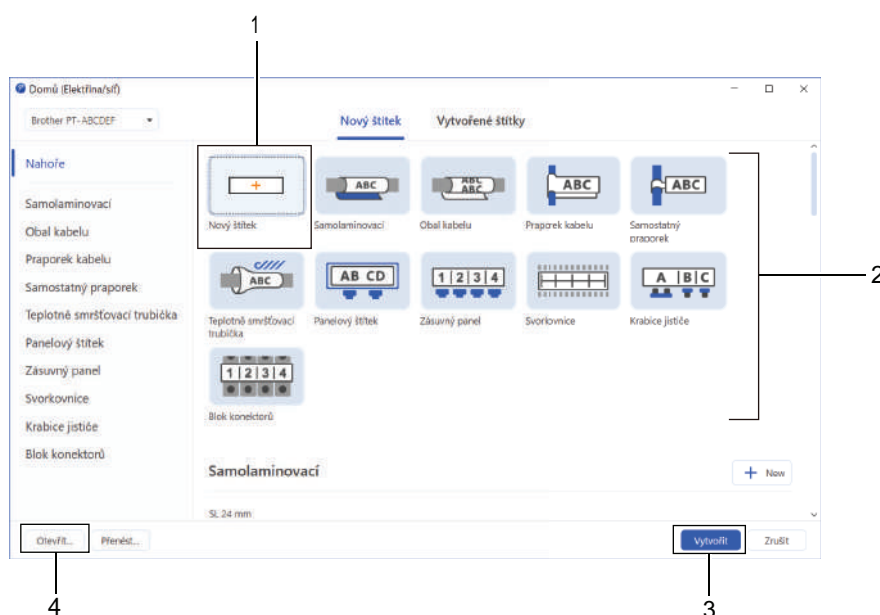 1
Domů (Elektřina/síť)
Brother PT-ABCDEF
Nový štítek
Vytvořené štítky
Nahoře
Samolaminovací
Obal kabelu
Praporek kabelu
Samostatný praporek
Teplotně smršťovací trubička
Panelový štítek
Zásuvný panel
Svorkovnice
Krabice jističe
Blok konektorů
Nový štítek
ABC
Samolaminovací
ABC
ABC
Obal kabelu
ABC
Praporek kabelu
ABC
Samostatný
praporek
ABC
Teplotně smršťovací
trubička
AB CD
Panelový štítek
1 2 3 4
Zásuvný panel
Svorkovnice
A B C
Krabice jističe
1 2 3 4
Blok konektorů
2
Samolaminovací
+ New
SL 24 mm
Otevřít...
Přenést...
Vytvořit
Zrušit
4
3